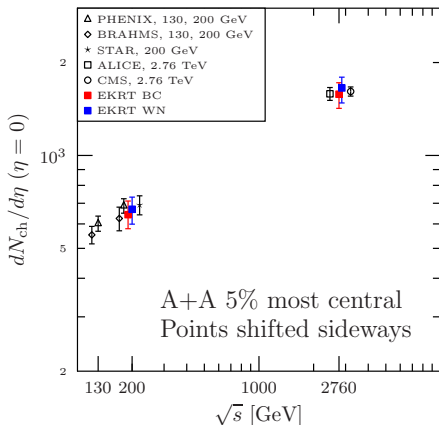 PHENIX, 130, 200 GeV
BRAHMS, 130, 200 GeV
STAR, 200 GeV
ALICE, 2.76 TeV
CMS, 2.76 TeV
EKRT BC
EKRT WN
2
10³
5
2
dN_ch/dη (η = 0)
A+A 5% most central
Points shifted sideways
130 200 1000 2760
√s [GeV]